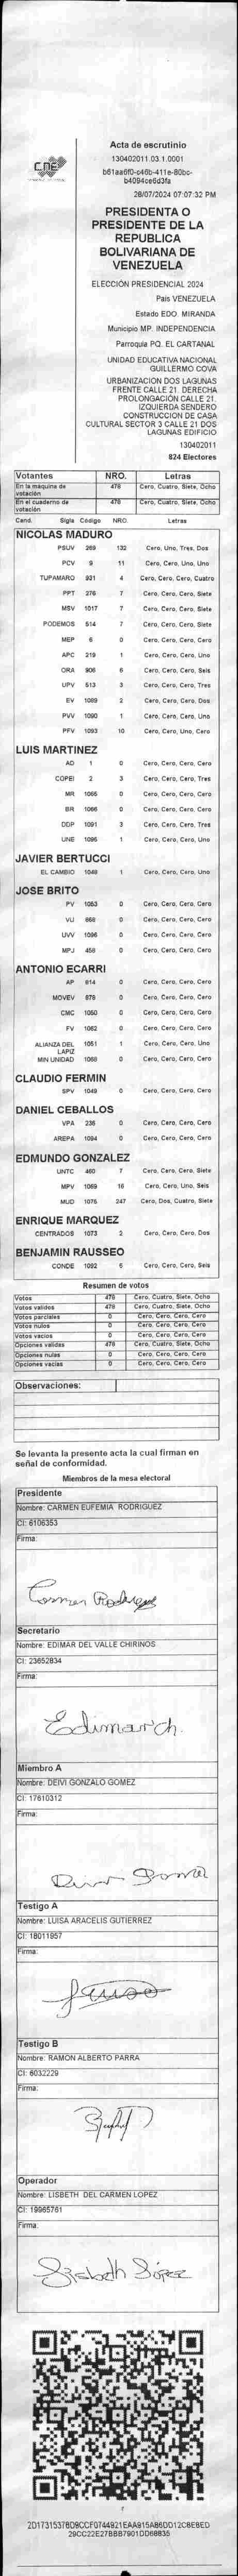 CNE
Acta de escrutinio
130402011.03.1.0001
b4094ce6d3fa
28/07/2024 07:07:32 PM
PRESIDENTA O
PRESIDENTE DE LA
REPUBLICA
BOLIVARIANA DE
VENEZUELA
ELECCIÓN PRESIDENCIAL 2024
País VENEZUELA
Estado EDO. MIRANDA
Municipio MP. INDEPENDENCIA
Parroquia PQ. EL CARTANAL
UNIDAD EDUCATIVA NACIONAL
GUILLERMO COVA
URBANIZACION DOS LAGUNAS
FRENTE CALLE 21. DERECHA
PROLONGACIÓN CALLE 21.
IZQUIERDA SENDERO
CONSTRUCCION DE CASA
CULTURAL SECTOR 3 CALLE 21 DOS
LAGUNAS EDIFICIO
130402011
824 Electores
Votantes NRO. Letras
En la máquina de votación 478 Cero, Cuatro, Siete, Ocho
En el cuaderno de votación 478 Cero, Cuatro, Siete, Ocho
Cand. Sigla Código NRO. Letras
NICOLAS MADURO
PSUV 269 132 Cero, Uno, Tres, Dos
PCV 9 11 Cero, Cero, Uno, Uno
TUPAMARO 931 4 Cero, Cero, Cero, Cuatro
PPT 276 7 Cero, Cero, Cero, Siete
MSV 1017 7 Cero, Cero, Cero, Siete
PODEMOS 514 7 Cero, Cero, Cero, Siete
MEP 6 0 Cero, Cero, Cero, Cero
APC 219 1 Cero, Cero, Cero, Uno
ORA 906 6 Cero, Cero, Cero, Seis
UPV 513 3 Cero, Cero, Cero, Tres
EV 1089 2 Cero, Cero, Cero, Dos
PVV 1090 1 Cero, Cero, Cero, Uno
PFV 1093 10 Cero, Cero, Uno, Cero
LUIS MARTINEZ
AD 1 0 Cero, Cero, Cero, Cero
COPEI 2 3 Cero, Cero, Cero, Tres
MR 1065 0 Cero, Cero, Cero, Cero
BR 1066 0 Cero, Cero, Cero, Cero
DDP 1091 3 Cero, Cero, Cero, Tres
UNE 1095 1 Cero, Cero, Cero, Uno
JAVIER BERTUCCI
EL CAMBIO 1048 1 Cero, Cero, Cero, Uno
JOSE BRITO
PV 1053 0 Cero, Cero, Cero, Cero
VU 868 0 Cero, Cero, Cero, Cero
UVV 1096 0 Cero, Cero, Cero, Cero
MPJ 458 0 Cero, Cero, Cero, Cero
ANTONIO ECARRI
AP 814 0 Cero, Cero, Cero, Cero
MOVEV 878 0 Cero, Cero, Cero, Cero
CMC 1050 0 Cero, Cero, Cero, Cero
FV 1062 0 Cero, Cero, Cero, Cero
ALIANZA DEL LAPIZ 1051 1 Cero, Cero, Cero, Uno
MIN UNIDAD 1068 0 Cero, Cero, Cero, Cero
CLAUDIO FERMIN
SPV 1049 0 Cero, Cero, Cero, Cero
DANIEL CEBALLOS
VPA 236 0 Cero, Cero, Cero, Cero
AREPA 1094 0 Cero, Cero, Cero, Cero
EDMUNDO GONZALEZ
UNTC 460 7 Cero, Cero, Cero, Siete
MPV 1069 16 Cero, Cero, Uno, Seis
MUD 1076 247 Cero, Dos, Cuatro, Siete
ENRIQUE MARQUEZ
CENTRADOS 1073 2 Cero, Cero, Cero, Dos
BENJAMIN RAUSSEO
CONDE 1092 6 Cero, Cero, Cero, Seis
Resumen de votos
Votos 478 Cero, Cuatro, Siete, Ocho
Votos validos 478 Cero, Cuatro, Siete, Ocho
Votos parciales 0 Cero, Cero, Cero, Cero
Votos nulos 0 Cero, Cero, Cero, Cero
Votos vacios 0 Cero, Cero, Cero, Cero
Opciones validas 478 Cero, Cuatro, Siete, Ocho
Opciones nulas 0 Cero, Cero, Cero, Cero
Opciones vacias 0 Cero, Cero, Cero, Cero
Observaciones:
Se levanta la presente acta la cual firman en
señal de conformidad.
Miembros de la mesa electoral
Presidente
Nombre: CARMEN EUFEMIA RODRIGUEZ
CI: 6106353
Firma:
Carmen Rodriguez
Secretario
Nombre: EDIMAR DEL VALLE CHIRINOS
CI: 23652834
Firma:
Edimarch.
Miembro A
Nombre: DEIVI GONZALO GOMEZ
CI: 17610312
Firma:
Testigo A
Nombre: LUISA ARACELIS GUTIERREZ
CI: 18011957
Firma:
Testigo B
Nombre: RAMON ALBERTO PARRA
CI: 6032229
Firma:
Operador
Nombre: LISBETH DEL CARMEN LOPEZ
CI: 19965761
Firma:
Lisbeth López